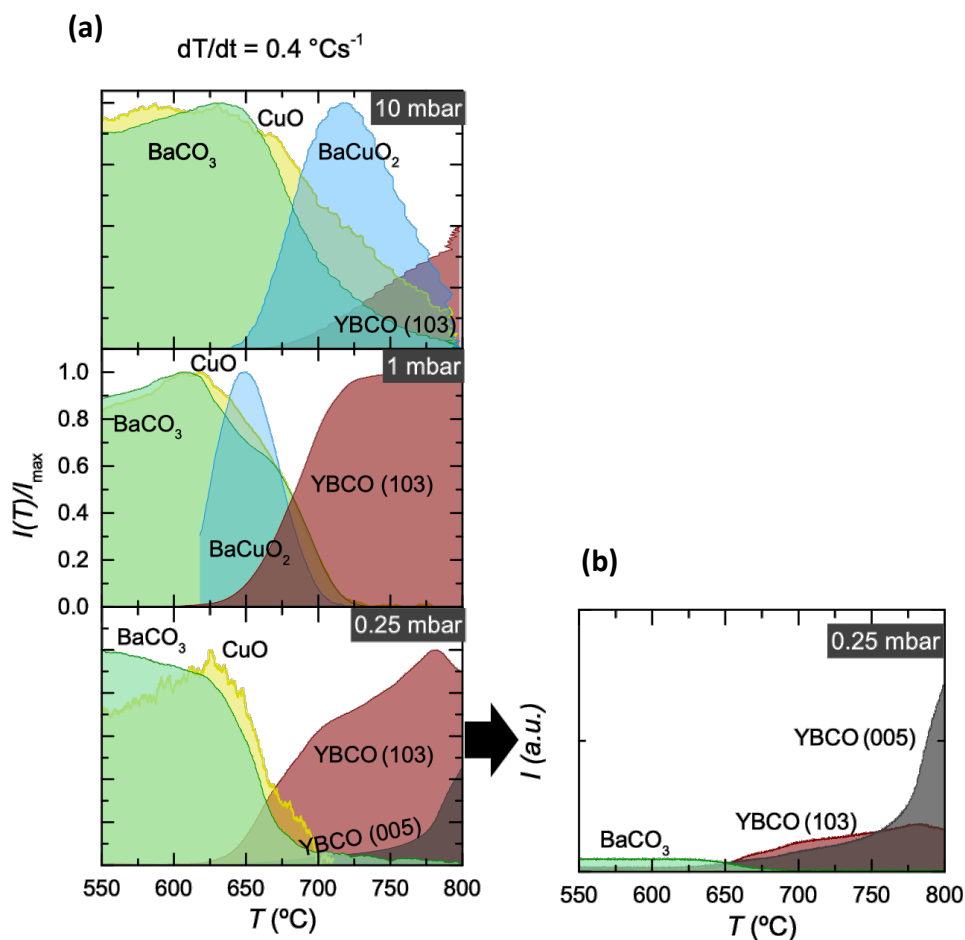 (a)
dT/dt = 0.4 °Cs⁻¹
10 mbar
CuO
BaCO₃
BaCuO₂
YBCO (103)
1 mbar
CuO
1.0
BaCO₃
0.8
0.6
YBCO (103)
0.4
BaCuO₂
0.2
0.0
I(T)/I_max
0.25 mbar
BaCO₃
CuO
YBCO (103)
YBCO (005)
550 600 650 700 750 800
T (ºC)
(b)
0.25 mbar
I (a.u.)
YBCO (005)
YBCO (103)
BaCO₃
550 600 650 700 750 800
T (ºC)